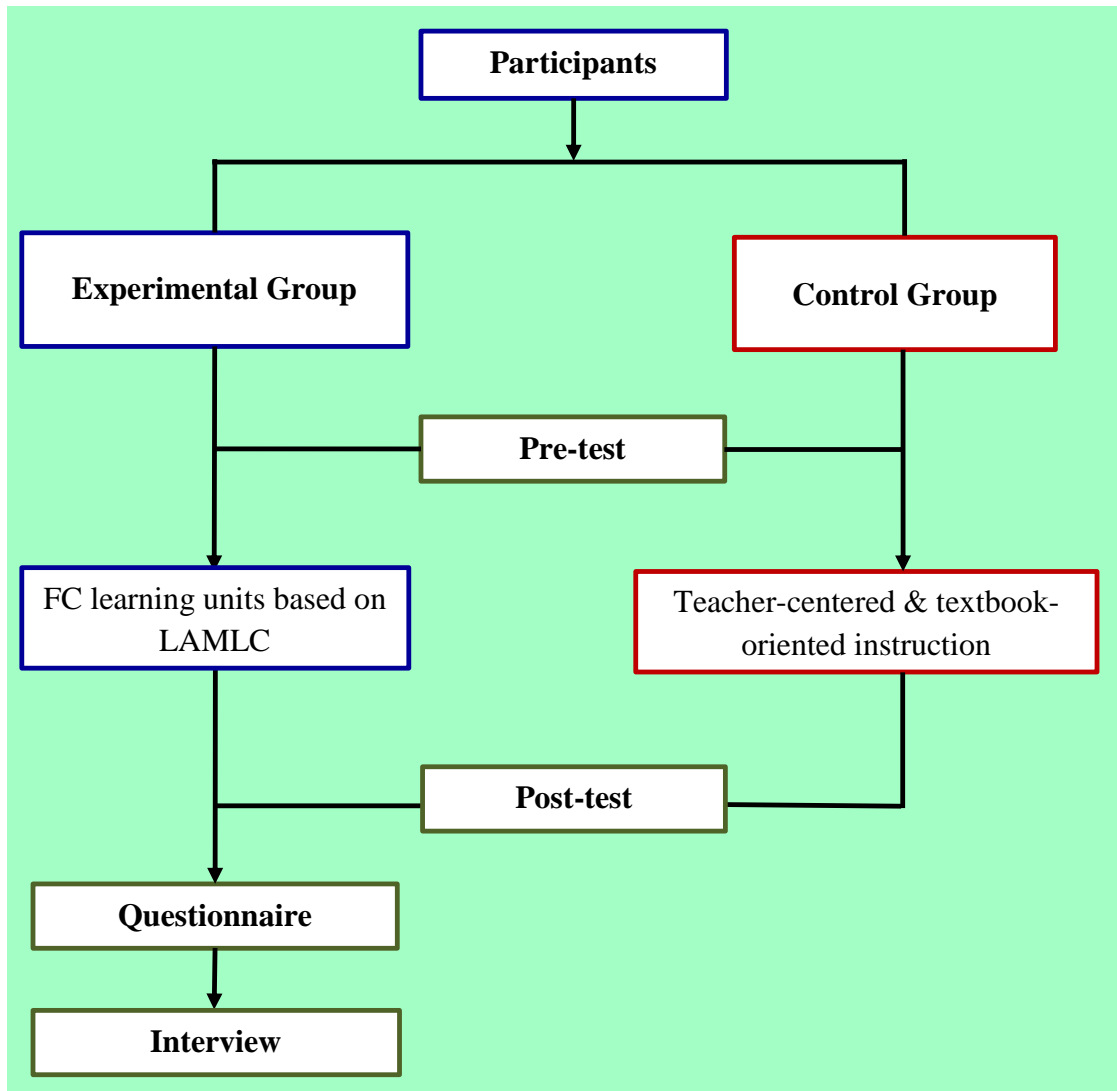 Participants
Experimental Group
Control Group
Pre-test
FC learning units based on
LAMLC
Teacher-centered & textbook-
oriented instruction
Post-test
Questionnaire
Interview